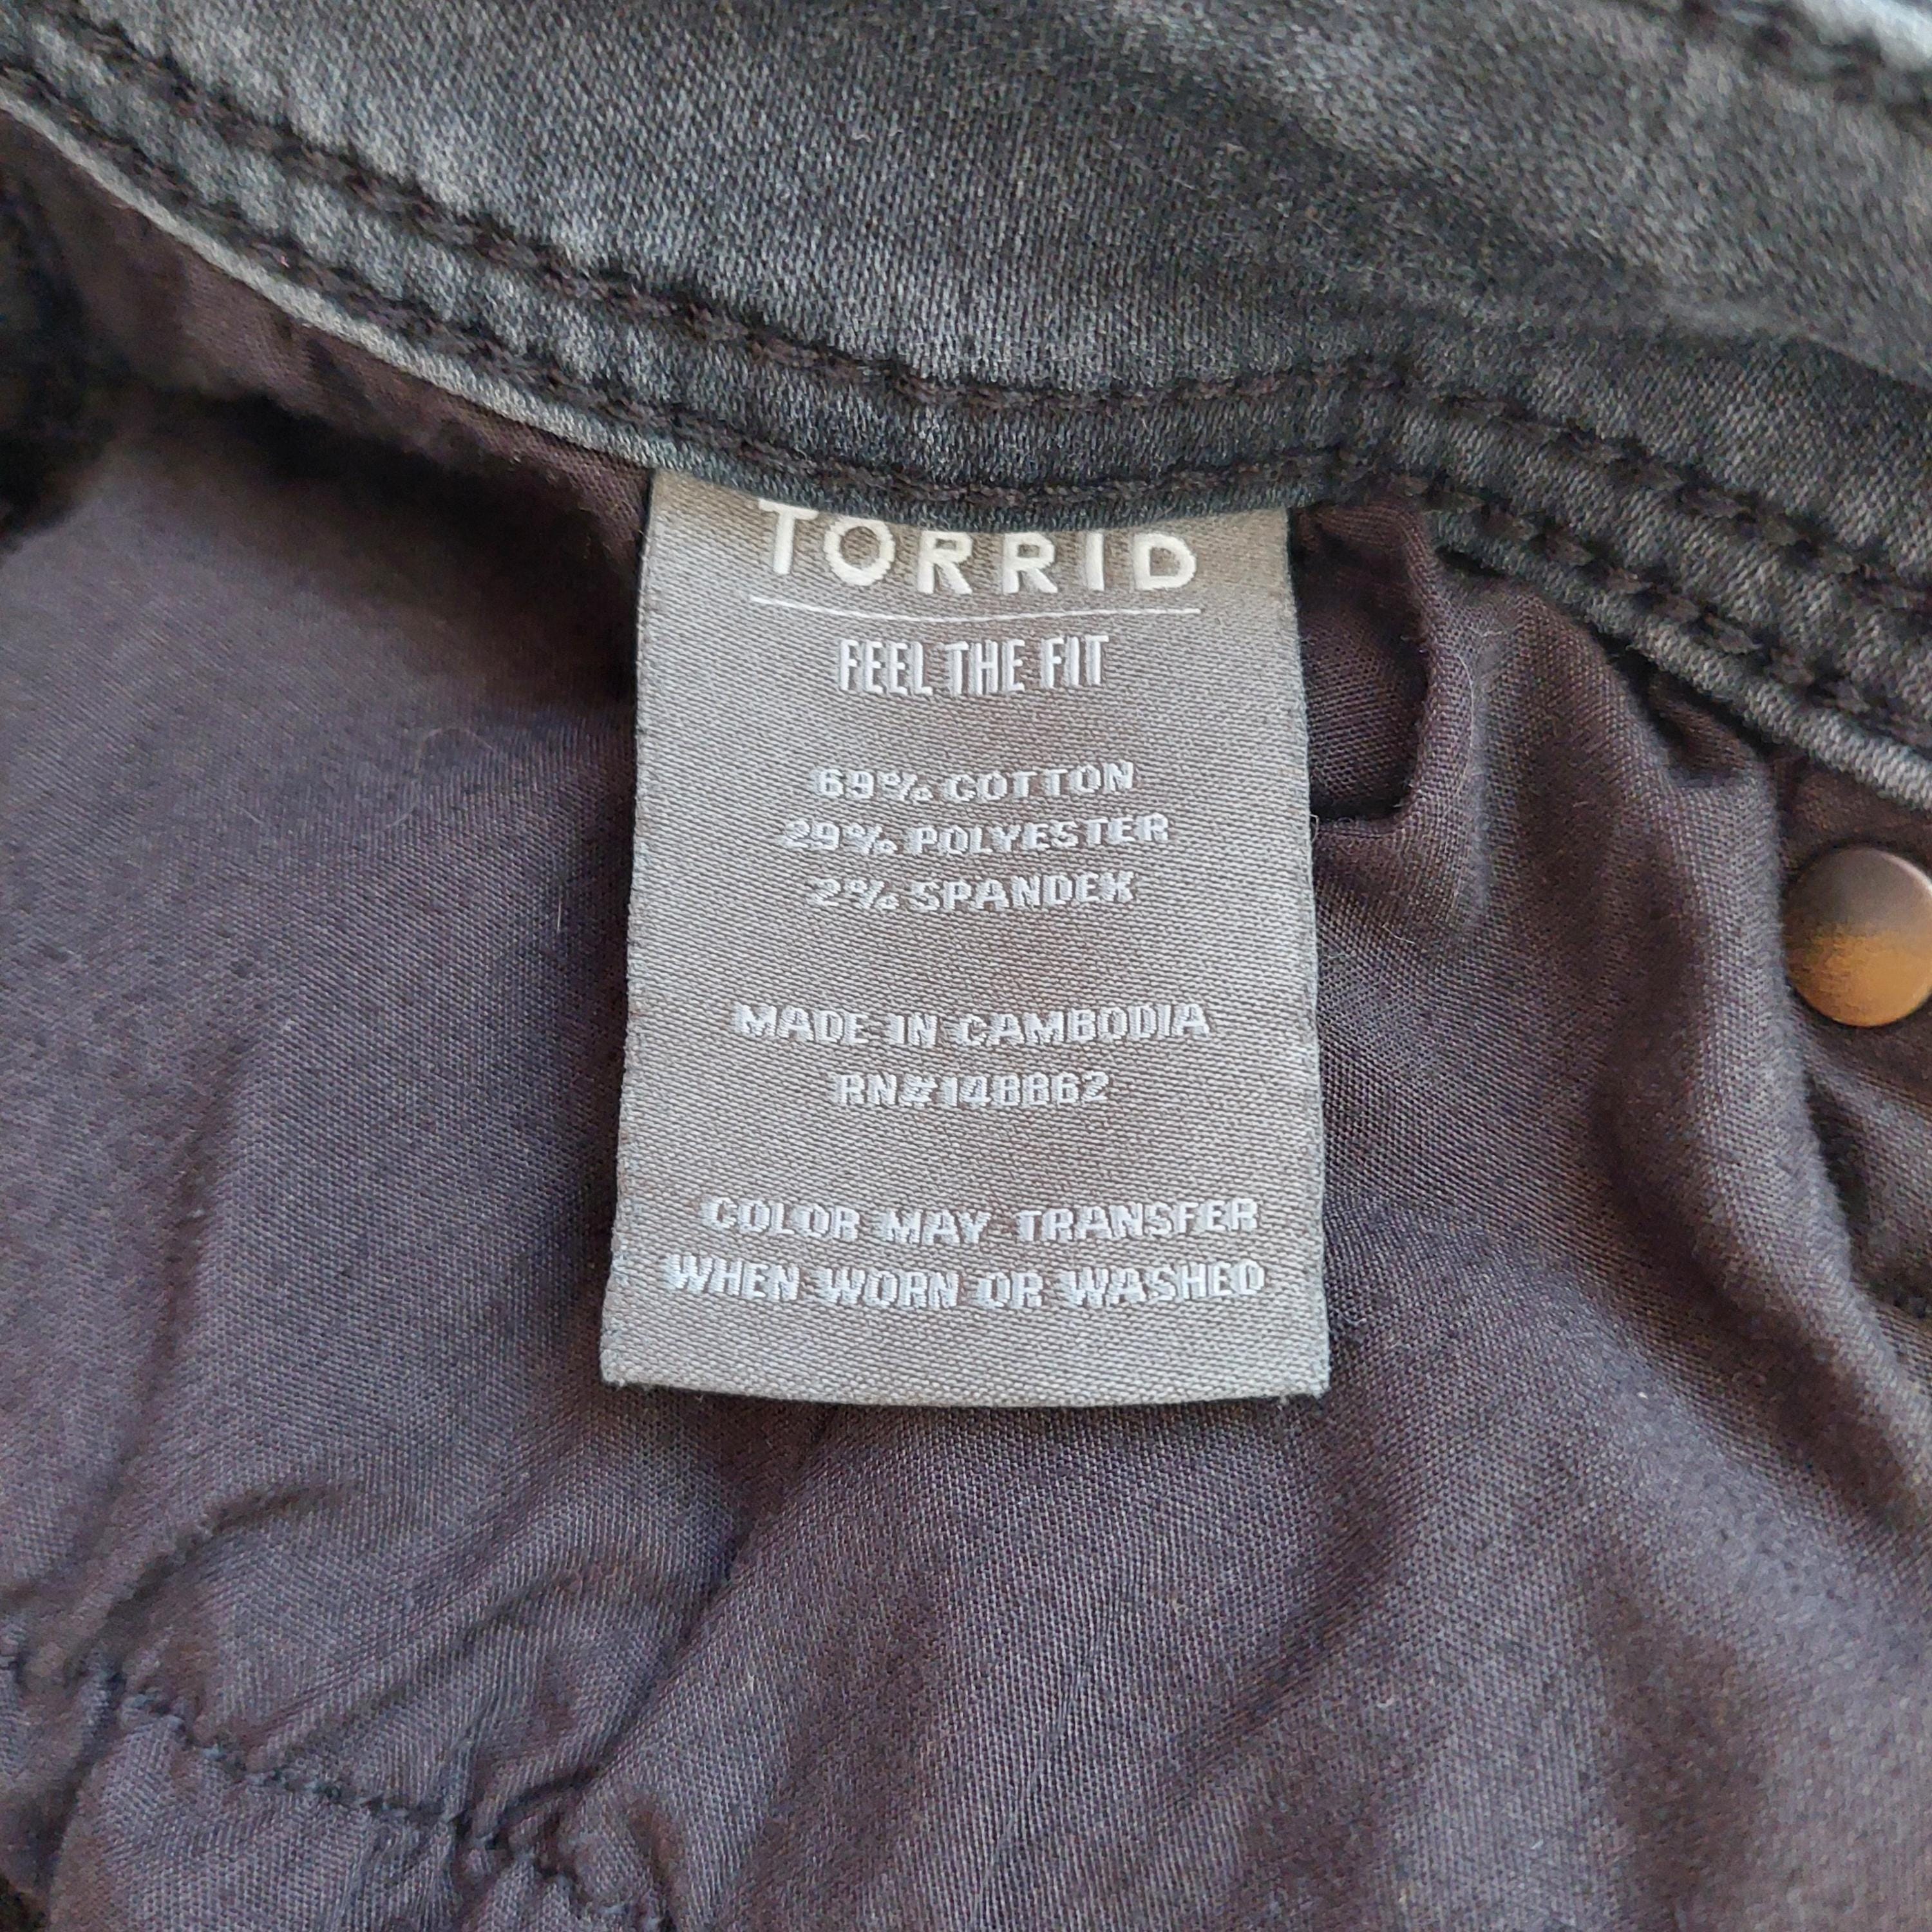 TORRID
FEEL THE FIT
69% COTTON
29% POLYESTER
2% SPANDEX
MADE IN CAMBODIA
RN#148862
COLOR MAY TRANSFER
WHEN WORN OR WASHED